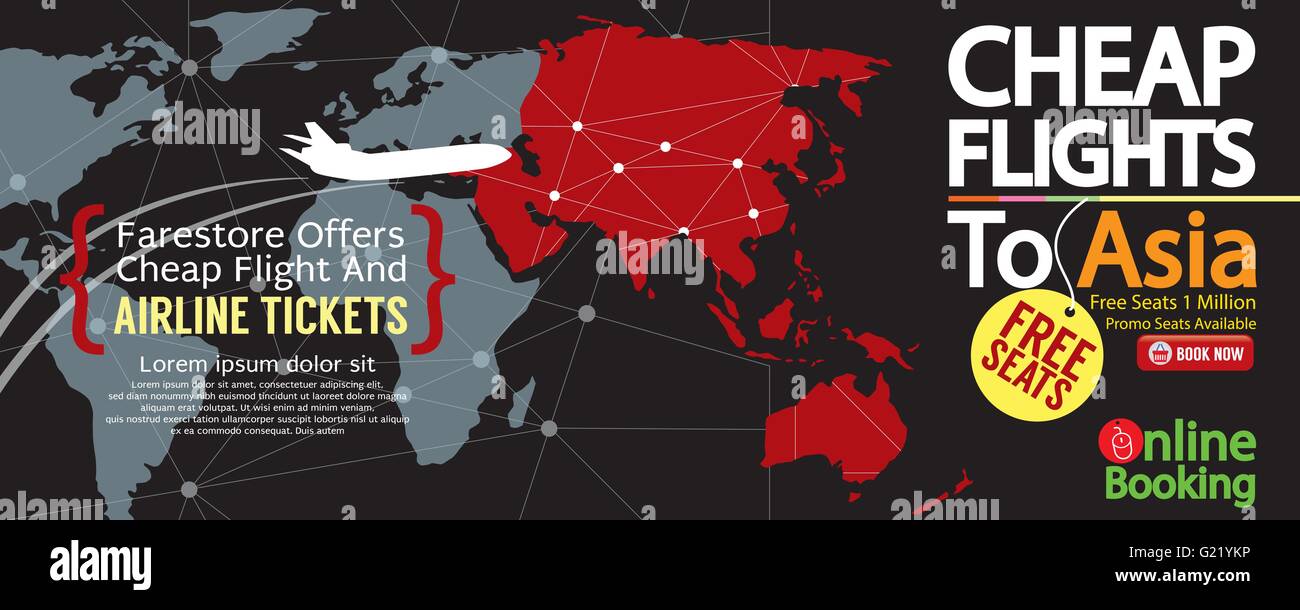 Farestore Offers
Cheap Flight And
AIRLINE TICKETS
Lorem ipsum dolor sit
Lorem ipsum dolor sit amet, consectetuer adipiscing elit,
sed diam nonummy nibh euismod tincidunt ut laoreet dolore magna
aliquam erat volutpat. Ut wisi enim ad minim veniam,
quis nostrud exerci tation ullamcorper suscipit lobortis nisl ut aliquip
ex ea commodo consequat. Duis autem
CHEAP
FLIGHTS
To Asia
Free Seats 1 Million
Promo Seats Available
FREE
SEATS
BOOK NOW
Online
Booking
alamy stock photo
alamy
Image ID: G21YKP
www.alamy.com